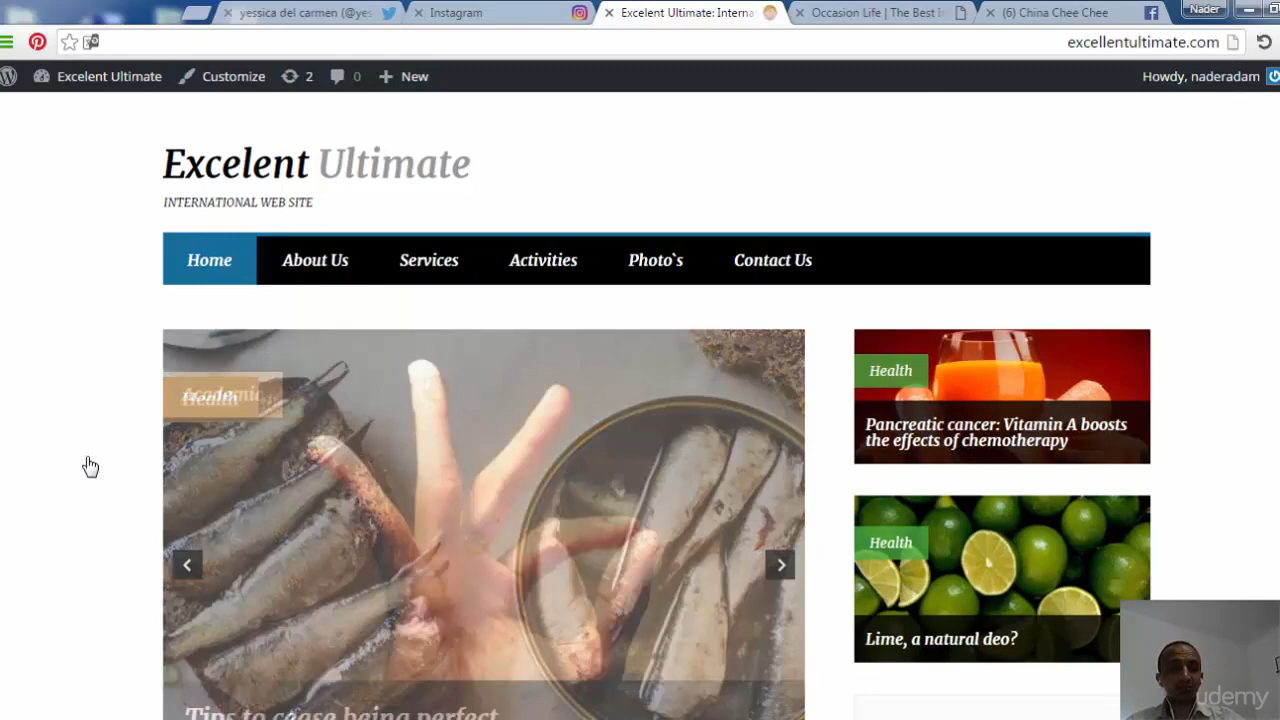 yessica del carmen (@yes
Instagram
Excelent Ultimate: Interna
Occasion Life | The Best I
(6) China Chee Chee
Nader
excellentultimate.com
Excelent Ultimate
Customize
2
0
New
Howdy, naderadam
Excelent Ultimate
INTERNATIONAL WEB SITE
Home
About Us
Services
Activities
Photo`s
Contact Us
Academic
Health
Tips to cease being perfect
Health
Pancreatic cancer: Vitamin A boosts
the effects of chemotherapy
Health
Lime, a natural deo?
udemy